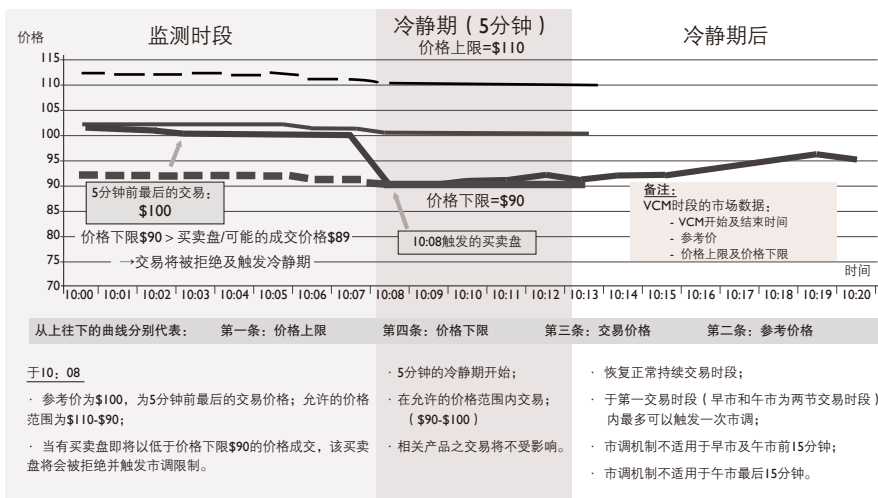 监测时段
冷静期（5分钟）
价格上限=$110
冷静期后
价格
115
110
105
100
95
90
85
80
75
70
5分钟前最后的交易：
$100
价格下限$90 > 买卖盘/可能的成交价格$89
→交易将被拒绝及触发冷静期
价格下限=$90
10:08触发的买卖盘
备注：
VCM时段的市场数据：
- VCM开始及结束时间
- 参考价
- 价格上限及价格下限
时间
10:00 10:01 10:02 10:03 10:04 10:05 10:06 10:07 10:08 10:09 10:10 10:11 10:12 10:13 10:14 10:15 10:16 10:17 10:18 10:19 10:20
从上往下的曲线分别代表： 第一条：价格上限 第四条：价格下限 第三条：交易价格 第二条：参考价格
于10：08
· 参考价为$100，为5分钟前最后的交易价格；允许的价格
范围为$110-$90;
· 当有买卖盘即将以低于价格下限$90的价格成交，该买卖
盘将会被拒绝并触发市调限制。
· 5分钟的冷静期开始；
· 在允许的价格范围内交易；
（$90-$100）
· 相关产品之交易将不受影响。
· 恢复正常持续交易时段；
· 于第一交易时段（早市和午市为两节交易时段）
内最多可以触发一次市调；
· 市调机制不适用于早市及午市前15分钟；
· 市调机制不适用于午市最后15分钟。